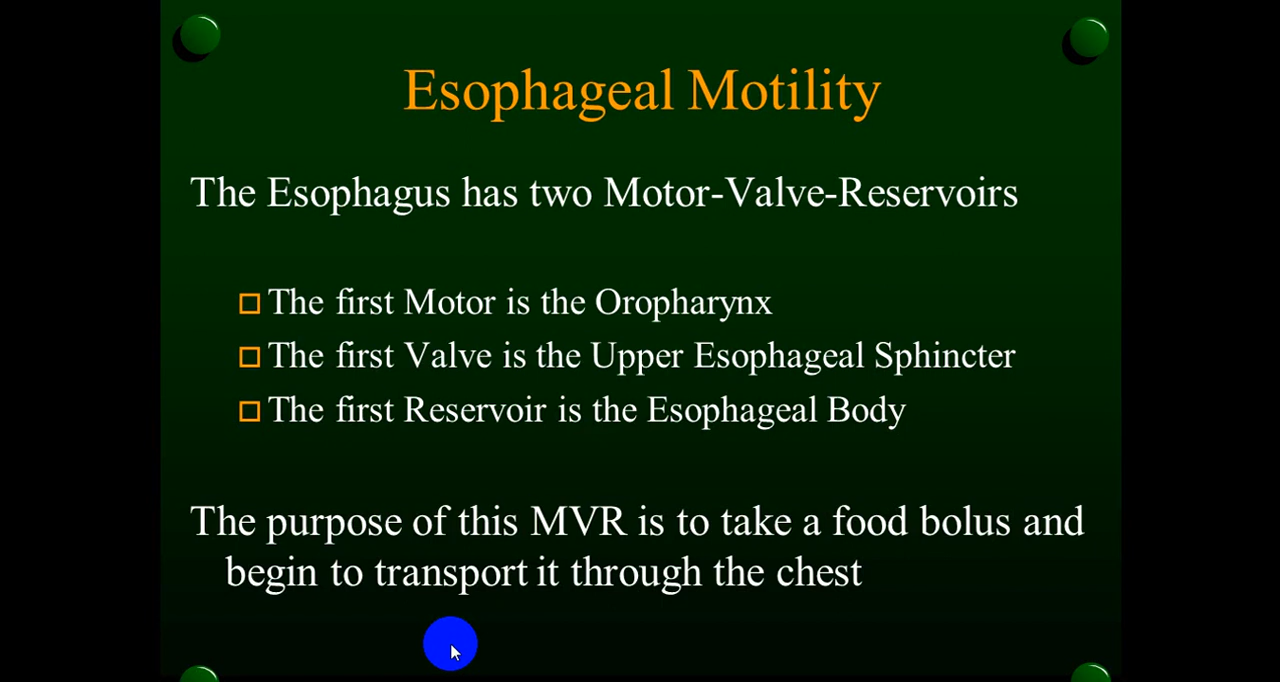 Esophageal Motility
The Esophagus has two Motor-Valve-Reservoirs
The first Motor is the Oropharynx
The first Valve is the Upper Esophageal Sphincter
The first Reservoir is the Esophageal Body
The purpose of this MVR is to take a food bolus and
begin to transport it through the chest